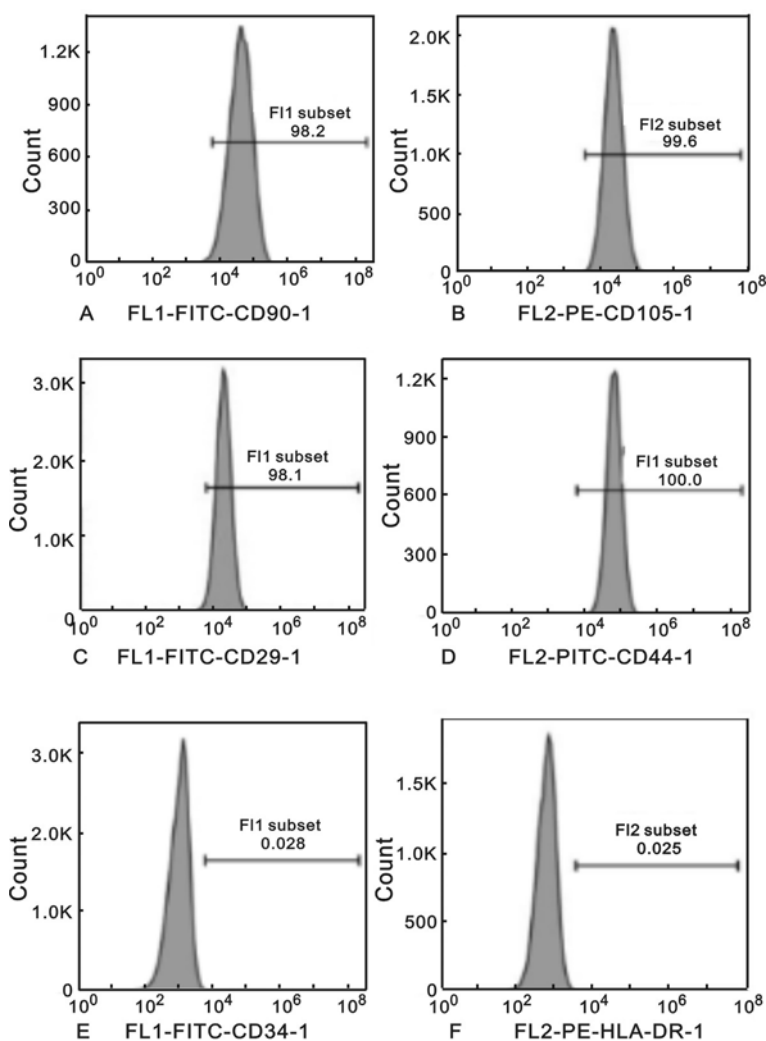 1.2K
900
600
300
0
Count
Fl1 subset
98.2
10^0 10^2 10^4 10^6 10^8
A FL1-FITC-CD90-1
2.0K
1.5K
1.0K
500
0
Count
Fl2 subset
99.6
10^0 10^2 10^4 10^6 10^8
B FL2-PE-CD105-1
3.0K
2.0K
1.0K
0
Count
Fl1 subset
98.1
10^0 10^2 10^4 10^6 10^8
C FL1-FITC-CD29-1
1.2K
900
600
300
0
Count
Fl1 subset
100.0
10^0 10^2 10^4 10^6 10^8
D FL2-PITC-CD44-1
3.0K
2.0K
1.0K
0
Count
Fl1 subset
0.028
10^0 10^2 10^4 10^6 10^8
E FL1-FITC-CD34-1
1.5K
1.0K
500
0
Count
Fl2 subset
0.025
10^0 10^2 10^4 10^6 10^8
F FL2-PE-HLA-DR-1